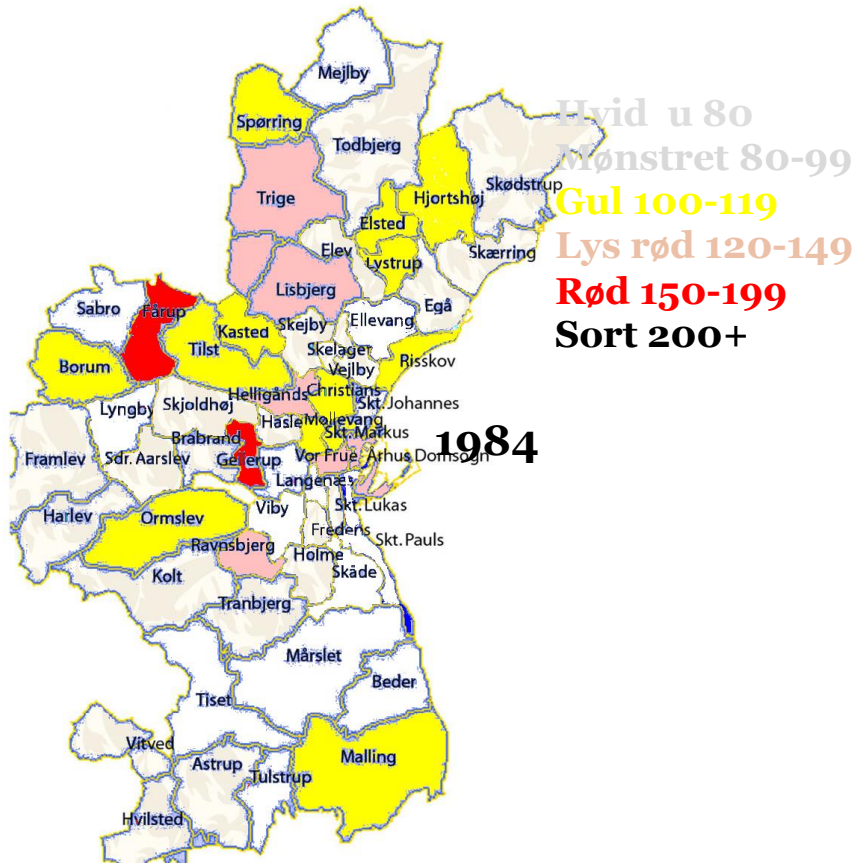 Mejlby
Spørring
Todbjerg
Hvid u 80
Mønstret 80-99
Gul 100-119
Lys rød 120-149
Rød 150-199
Sort 200+
Trige
Hjortshøj
Skødstrup
Elsted
Elev
Lystrup
Skærring
Lisbjerg
Egå
Sabro
Fårup
Kasted
Skejby
Ellevang
Tilst
Skelager
Risskov
Borum
Vejlby
Lyngby
Skjoldhøj
Helligånds
Christians
Skt. Johannes
Hasle
Møllevang
Brabrand
Skt. Markus
1984
Framlev
Sdr. Aarslev
Gellerup
Vor Frue
Århus Domsogn
Langenæs
Harlev
Ormslev
Viby
Skt. Lukas
Fredens
Skt. Pauls
Ravnsbjerg
Holme
Kolt
Skåde
Tranbjerg
Mårslet
Beder
Tiset
Vitved
Astrup
Tulstrup
Malling
Hvilsted